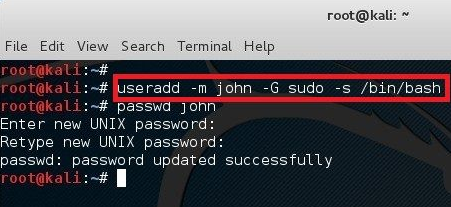 root@kali: ~
File Edit View Search Terminal Help
root@kali:~#
root@kali:~# useradd -m john -G sudo -s /bin/bash
root@kali:~# passwd john
Enter new UNIX password:
Retype new UNIX password:
passwd: password updated successfully
root@kali:~#